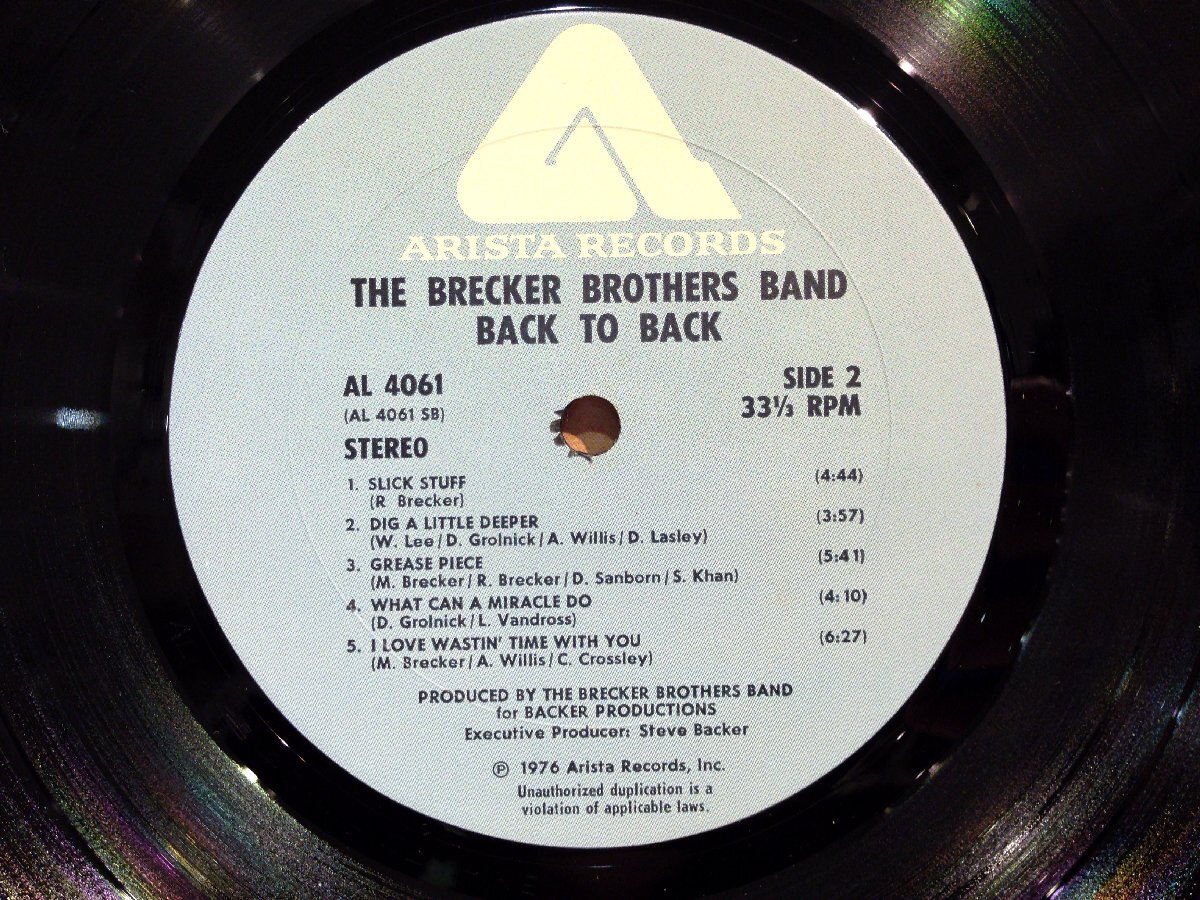 ARISTA RECORDS
THE BRECKER BROTHERS BAND
BACK TO BACK
AL 4061
(AL 4061 SB)
STEREO
SIDE 2
33⅓ RPM
1. SLICK STUFF (4:44)
(R Brecker)
2. DIG A LITTLE DEEPER (3:57)
(W. Lee/D. Grolnick/A. Willis/D. Lasley)
3. GREASE PIECE (5:41)
(M. Brecker/R. Brecker/D. Sanborn/S. Khan)
4. WHAT CAN A MIRACLE DO (4:10)
(D. Grolnick/L. Vandross)
5. I LOVE WASTIN' TIME WITH YOU (6:27)
(M. Brecker/A. Willis/C. Crossley)
PRODUCED BY THE BRECKER BROTHERS BAND
for BACKER PRODUCTIONS
Executive Producer: Steve Backer
℗ 1976 Arista Records, Inc.
Unauthorized duplication is a
violation of applicable laws.